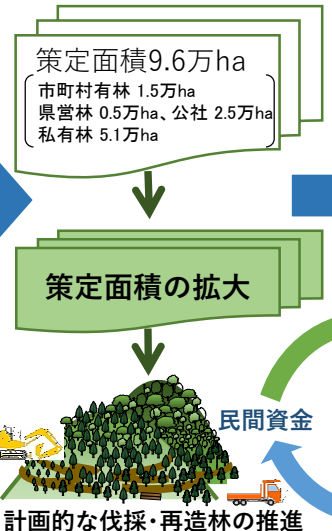 策定面積9.6万ha
市町村有林 1.5万ha
県営林 0.5万ha、公社 2.5万ha
私有林 5.1万ha
策定面積の拡大
民間資金
計画的な伐採・再造林の推進